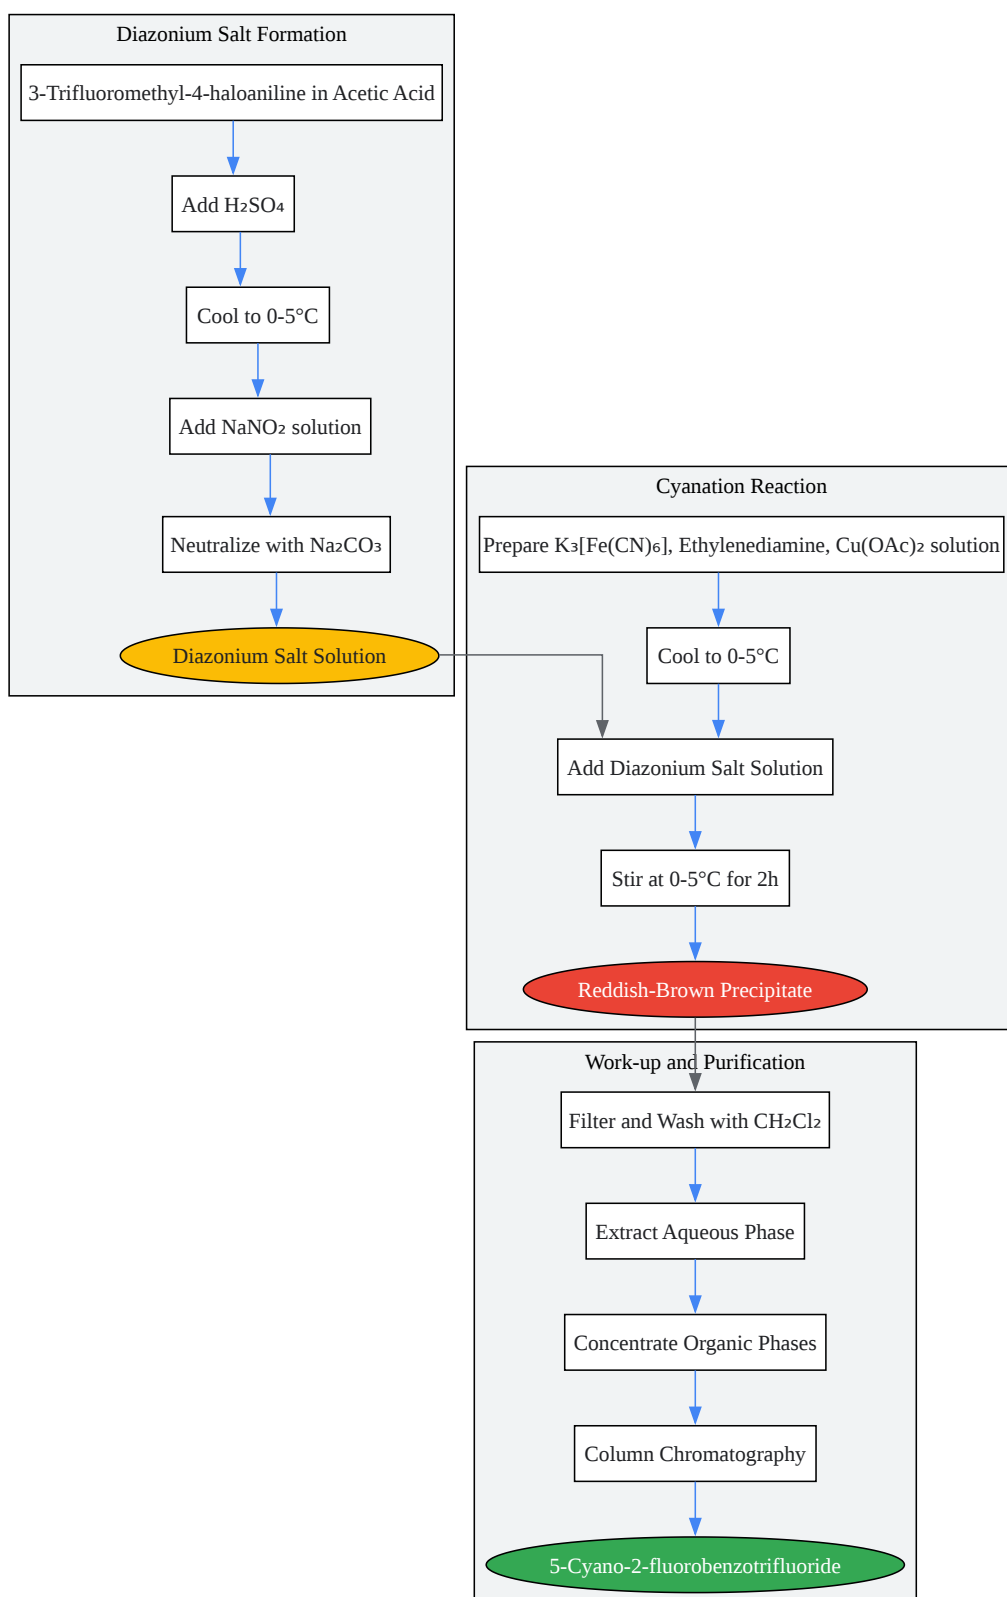 Diazonium Salt Formation
3-Trifluoromethyl-4-haloaniline in Acetic Acid
Add H₂SO₄
Cool to 0-5°C
Add NaNO₂ solution
Neutralize with Na₂CO₃
Diazonium Salt Solution
Cyanation Reaction
Prepare K₃[Fe(CN)₆], Ethylenediamine, Cu(OAc)₂ solution
Cool to 0-5°C
Add Diazonium Salt Solution
Stir at 0-5°C for 2h
Reddish-Brown Precipitate
Work-up and Purification
Filter and Wash with CH₂Cl₂
Extract Aqueous Phase
Concentrate Organic Phases
Column Chromatography
5-Cyano-2-fluorobenzotrifluoride